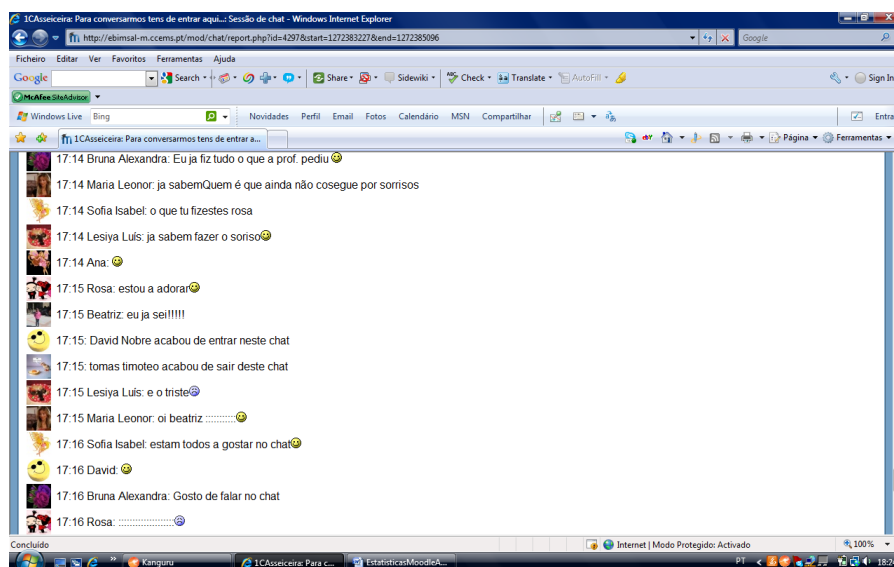 1CAsseiceira: Para conversarmos tens de entrar aqui...: Sessão de chat - Windows Internet Explorer
http://ebimsal-m.ccems.pt/mod/chat/report.php?id=4297&start=1272383227&end=1272385096 Google
Ficheiro Editar Ver Favoritos Ferramentas Ajuda
Google Search Share Sidewiki Check Translate AutoFill Sign In
McAfee SiteAdvisor
Windows Live Bing Novidades Perfil Email Fotos Calendário MSN Compartilhar Entra
1CAsseiceira: Para conversarmos tens de entrar a... Página Ferramentas
17:14 Bruna Alexandra: Eu ja fiz tudo o que a prof. pediu
17:14 Maria Leonor: ja sabemQuem é que ainda não cosegue por sorrisos
17:14 Sofia Isabel: o que tu fizestes rosa
17:14 Lesiya Luís: ja sabem fazer o soriso
17:14 Ana:
17:15 Rosa: estou a adorar
17:15 Beatriz: eu ja sei!!!!!
17:15: David Nobre acabou de entrar neste chat
17:15: tomas timoteo acabou de sair deste chat
17:15 Lesiya Luís: e o triste
17:15 Maria Leonor: oi beatriz ::::::::::
17:16 Sofia Isabel: estam todos a gostar no chat
17:16 David:
17:16 Bruna Alexandra: Gosto de falar no chat
17:16 Rosa: :::::::::::::::::::
Concluído Internet | Modo Protegido: Activado 100%
Kanguru 1CAsseiceira: Para c... EstatisticasMoodleA... PT